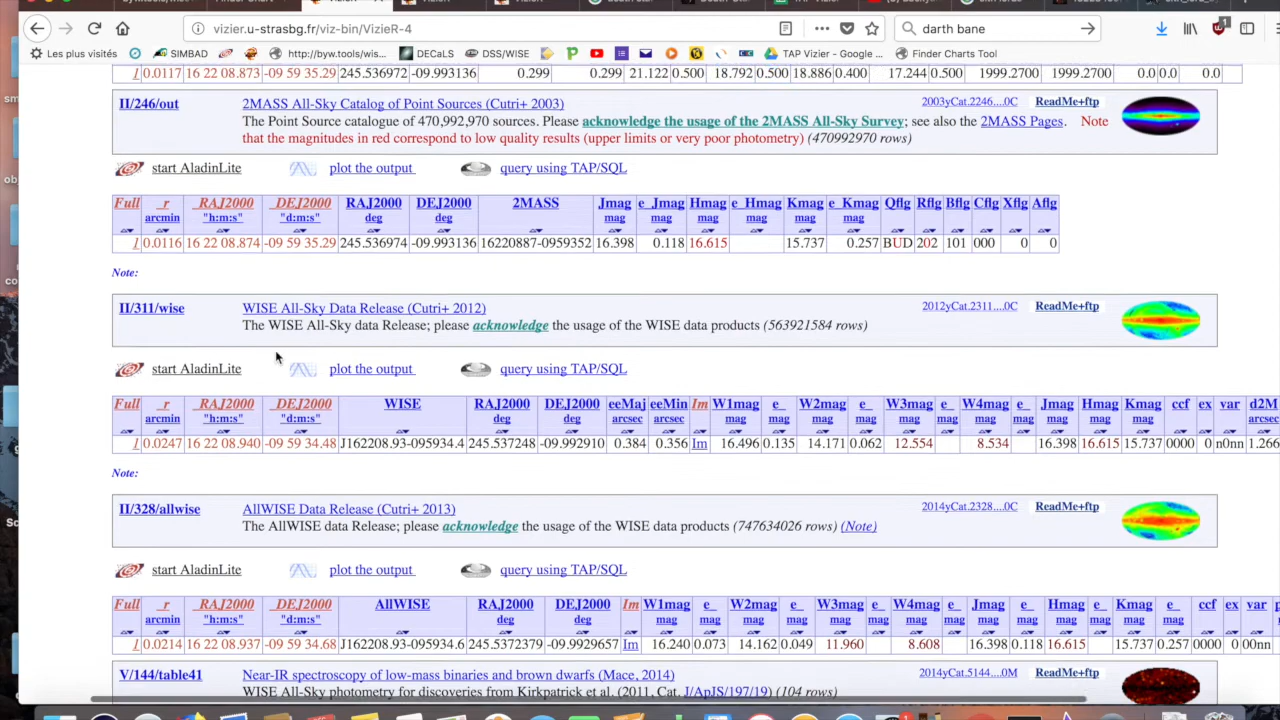 vizier.u-strasbg.fr/viz-bin/VizieR-4
darth bane
Les plus visités SIMBAD http://byw.tools/wise... DECaLS DSS/WISE TAP Vizier - Google ... Finder Charts Tool
1 0.0117 16 22 08.873 -09 59 35.29 245.536972 -09.993136 0.299 0.299 21.122 0.500 18.792 0.500 18.886 0.400 17.244 0.500 1999.2700 1999.2700 0.0 0.0 0.0
II/246/out 2MASS All-Sky Catalog of Point Sources (Cutri+ 2003) 2003yCat.2246....0C ReadMe+ftp
The Point Source catalogue of 470,992,970 sources. Please acknowledge the usage of the 2MASS All-Sky Survey; see also the 2MASS Pages. Note
that the magnitudes in red correspond to low quality results (upper limits or very poor photometry) (470992970 rows)
start AladinLite plot the output query using TAP/SQL
Full _r _RAJ2000 _DEJ2000 RAJ2000 DEJ2000 2MASS Jmag e_Jmag Hmag e_Hmag Kmag e_Kmag Qflg Rflg Bflg Cflg Xflg Aflg
arcmin "h:m:s" "d:m:s" deg deg mag mag mag mag mag mag
1 0.0116 16 22 08.874 -09 59 35.29 245.536974 -09.993136 16220887-0959352 16.398 0.118 16.615 15.737 0.257 BUD 202 101 000 0 0
Note:
II/311/wise WISE All-Sky Data Release (Cutri+ 2012) 2012yCat.2311....0C ReadMe+ftp
The WISE All-Sky data Release; please acknowledge the usage of the WISE data products (563921584 rows)
start AladinLite plot the output query using TAP/SQL
Full _r _RAJ2000 _DEJ2000 WISE RAJ2000 DEJ2000 eeMaj eeMin Im W1mag e_ W2mag e_ W3mag e_ W4mag e_ Jmag Hmag Kmag ccf ex var d2M
arcmin "h:m:s" "d:m:s" deg deg arcsec arcsec mag mag mag mag mag mag mag mag mag mag mag arcsec
1 0.0247 16 22 08.940 -09 59 34.48 J162208.93-095934.4 245.537248 -09.992910 0.384 0.356 Im 16.496 0.135 14.171 0.062 12.554 8.534 16.398 16.615 15.737 0000 0 n0nn 1.266
Note:
II/328/allwise AllWISE Data Release (Cutri+ 2013) 2014yCat.2328....0C ReadMe+ftp
The AllWISE data Release; please acknowledge the usage of the WISE data products (747634026 rows) (Note)
start AladinLite plot the output query using TAP/SQL
Full _r _RAJ2000 _DEJ2000 AllWISE RAJ2000 DEJ2000 Im W1mag e_ W2mag e_ W3mag e_ W4mag e_ Jmag e_ Hmag e_ Kmag e_ ccf ex var
arcmin "h:m:s" "d:m:s" deg deg mag mag mag mag mag mag mag mag mag mag mag mag mag mag
1 0.0214 16 22 08.937 -09 59 34.68 J162208.93-095934.6 245.5372379 -09.9929657 Im 16.240 0.073 14.162 0.049 11.960 8.608 16.398 0.118 16.615 15.737 0.257 0000 0 00nn
V/144/table41 Near-IR spectroscopy of low-mass binaries and brown dwarfs (Mace, 2014) 2014yCat.5144....0M ReadMe+ftp
WISE All-Sky photometry for discoveries from Kirkpatrick et al. (2011, Cat. J/ApJS/197/19) (104 rows)